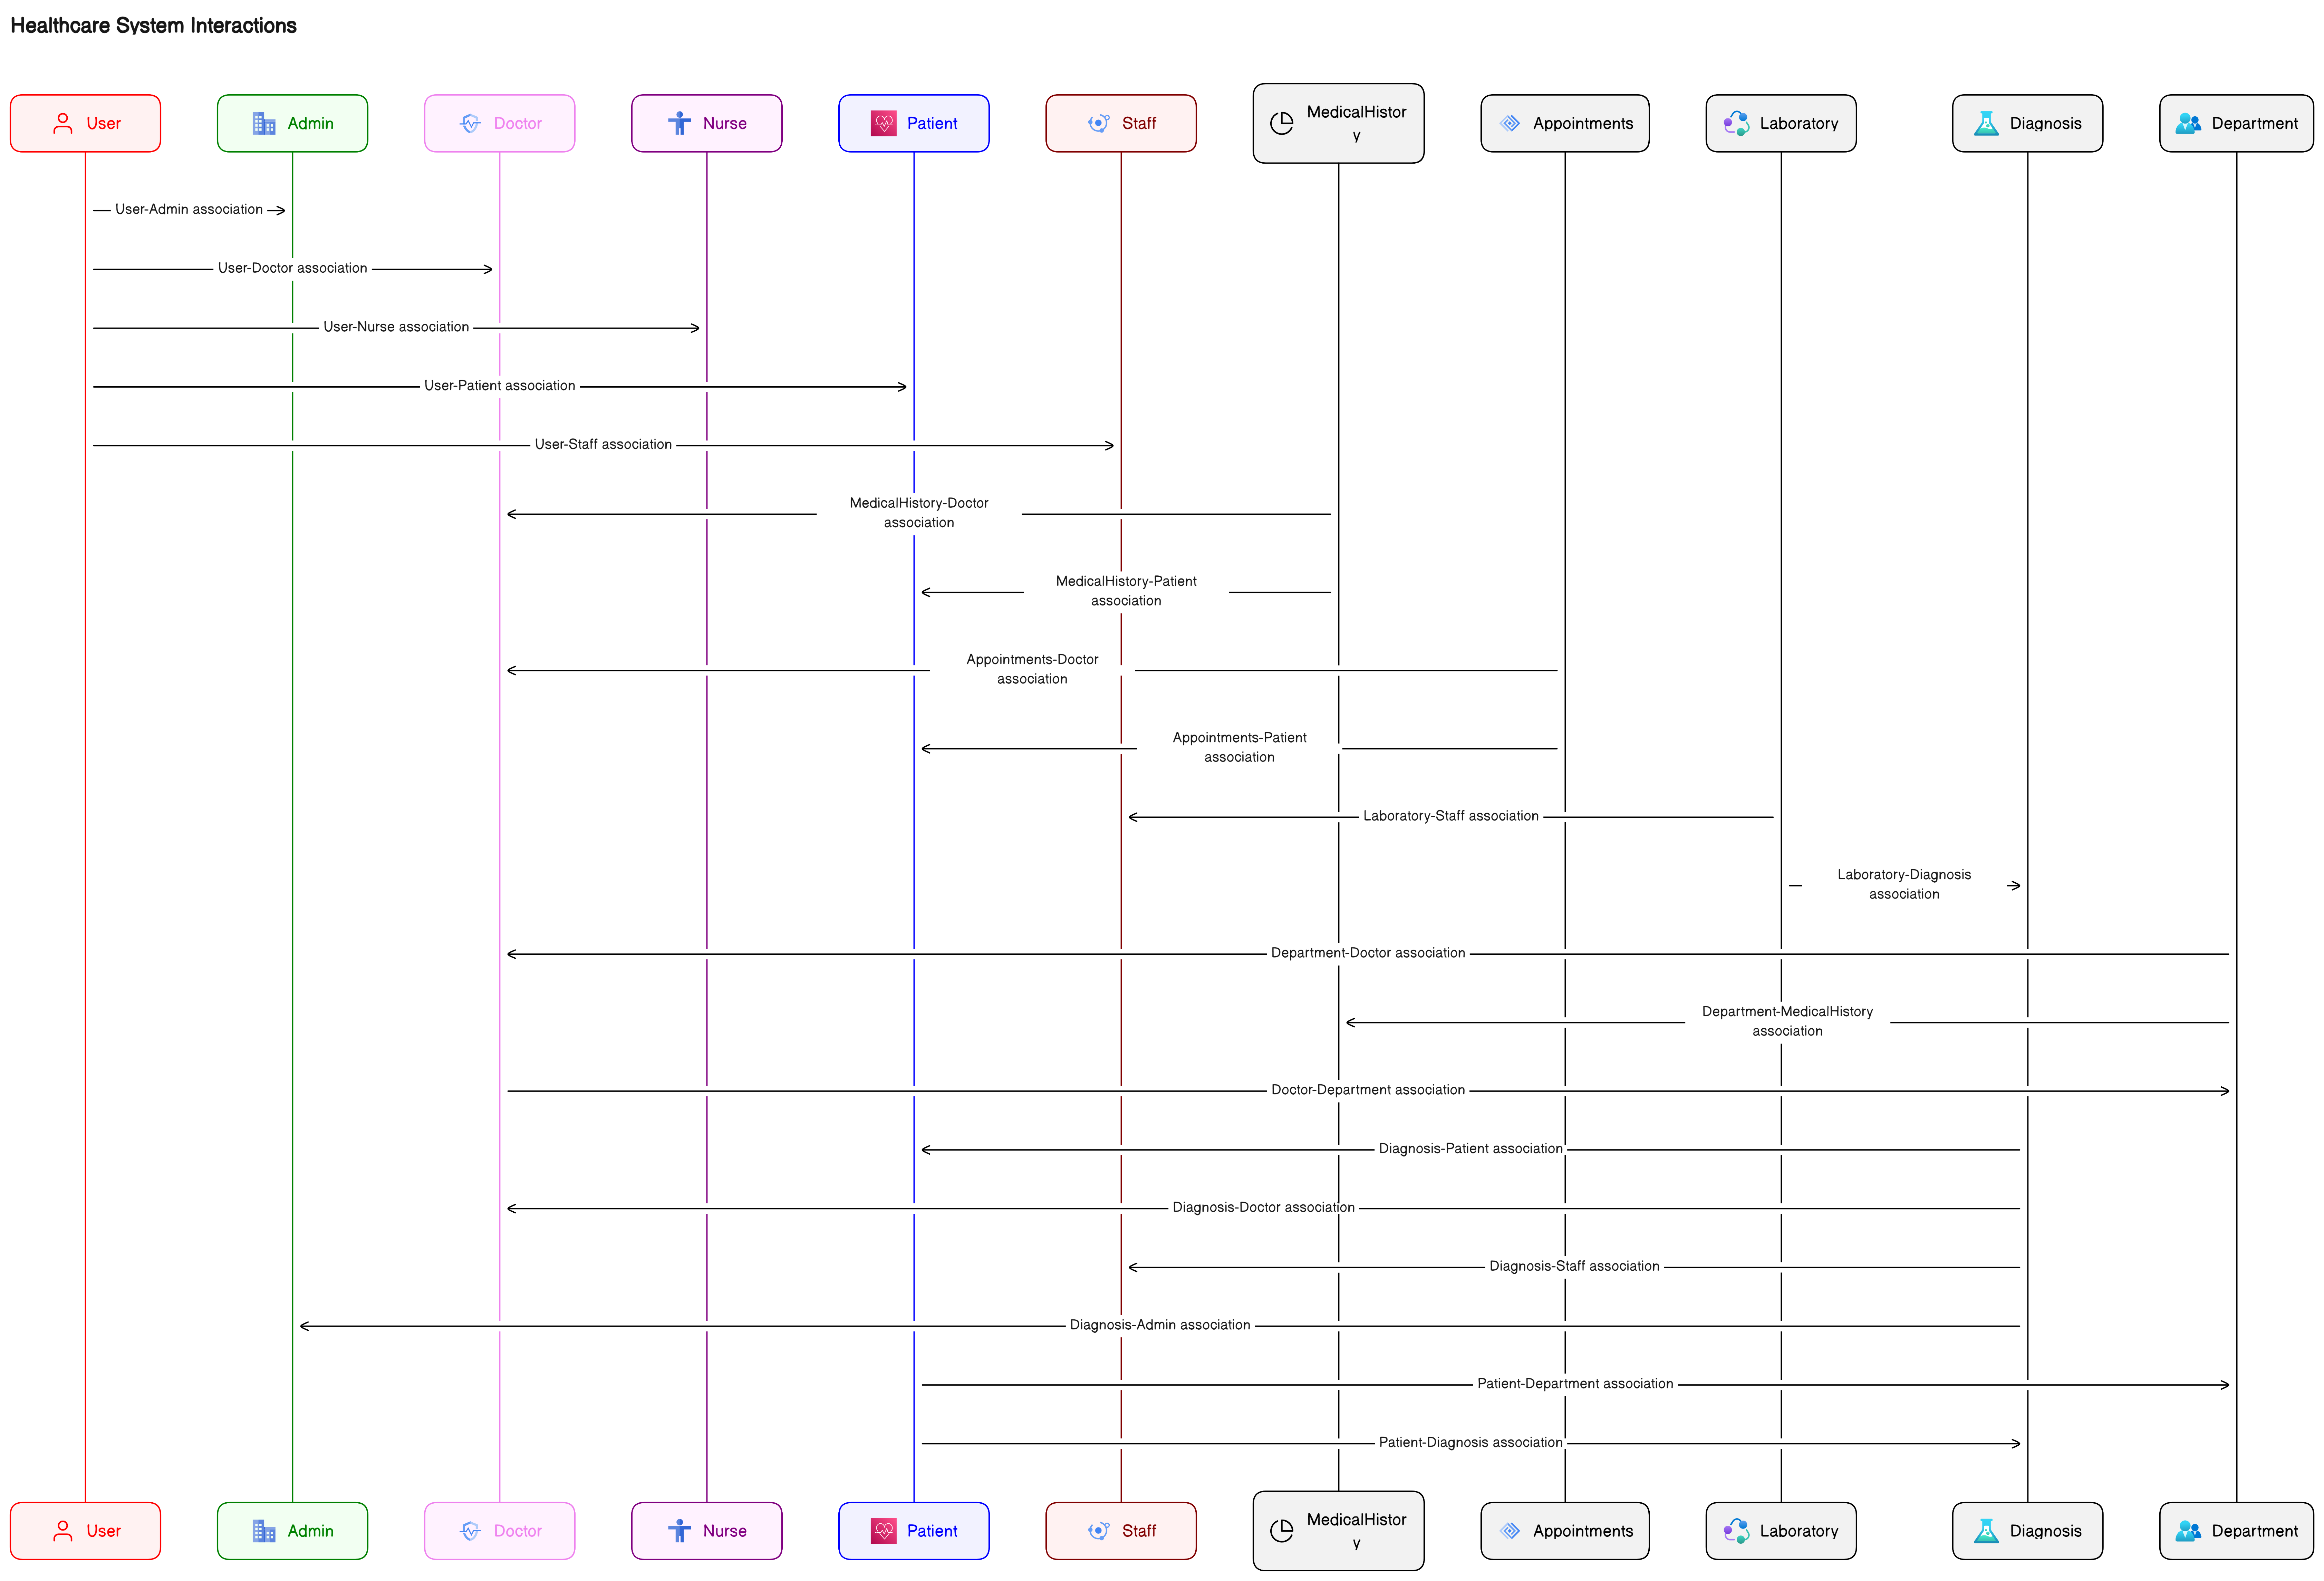 Healthcare System Interactions
User
Admin
Doctor
Nurse
Patient
Staff
MedicalHistor
y
Appointments
Laboratory
Diagnosis
Department
User-Admin association
User-Doctor association
User-Nurse association
User-Patient association
User-Staff association
MedicalHistory-Doctor
association
MedicalHistory-Patient
association
Appointments-Doctor
association
Appointments-Patient
association
Laboratory-Staff association
Laboratory-Diagnosis
association
Department-Doctor association
Department-MedicalHistory
association
Doctor-Department association
Diagnosis-Patient association
Diagnosis-Doctor association
Diagnosis-Staff association
Diagnosis-Admin association
Patient-Department association
Patient-Diagnosis association
User
Admin
Doctor
Nurse
Patient
Staff
MedicalHistor
y
Appointments
Laboratory
Diagnosis
Department